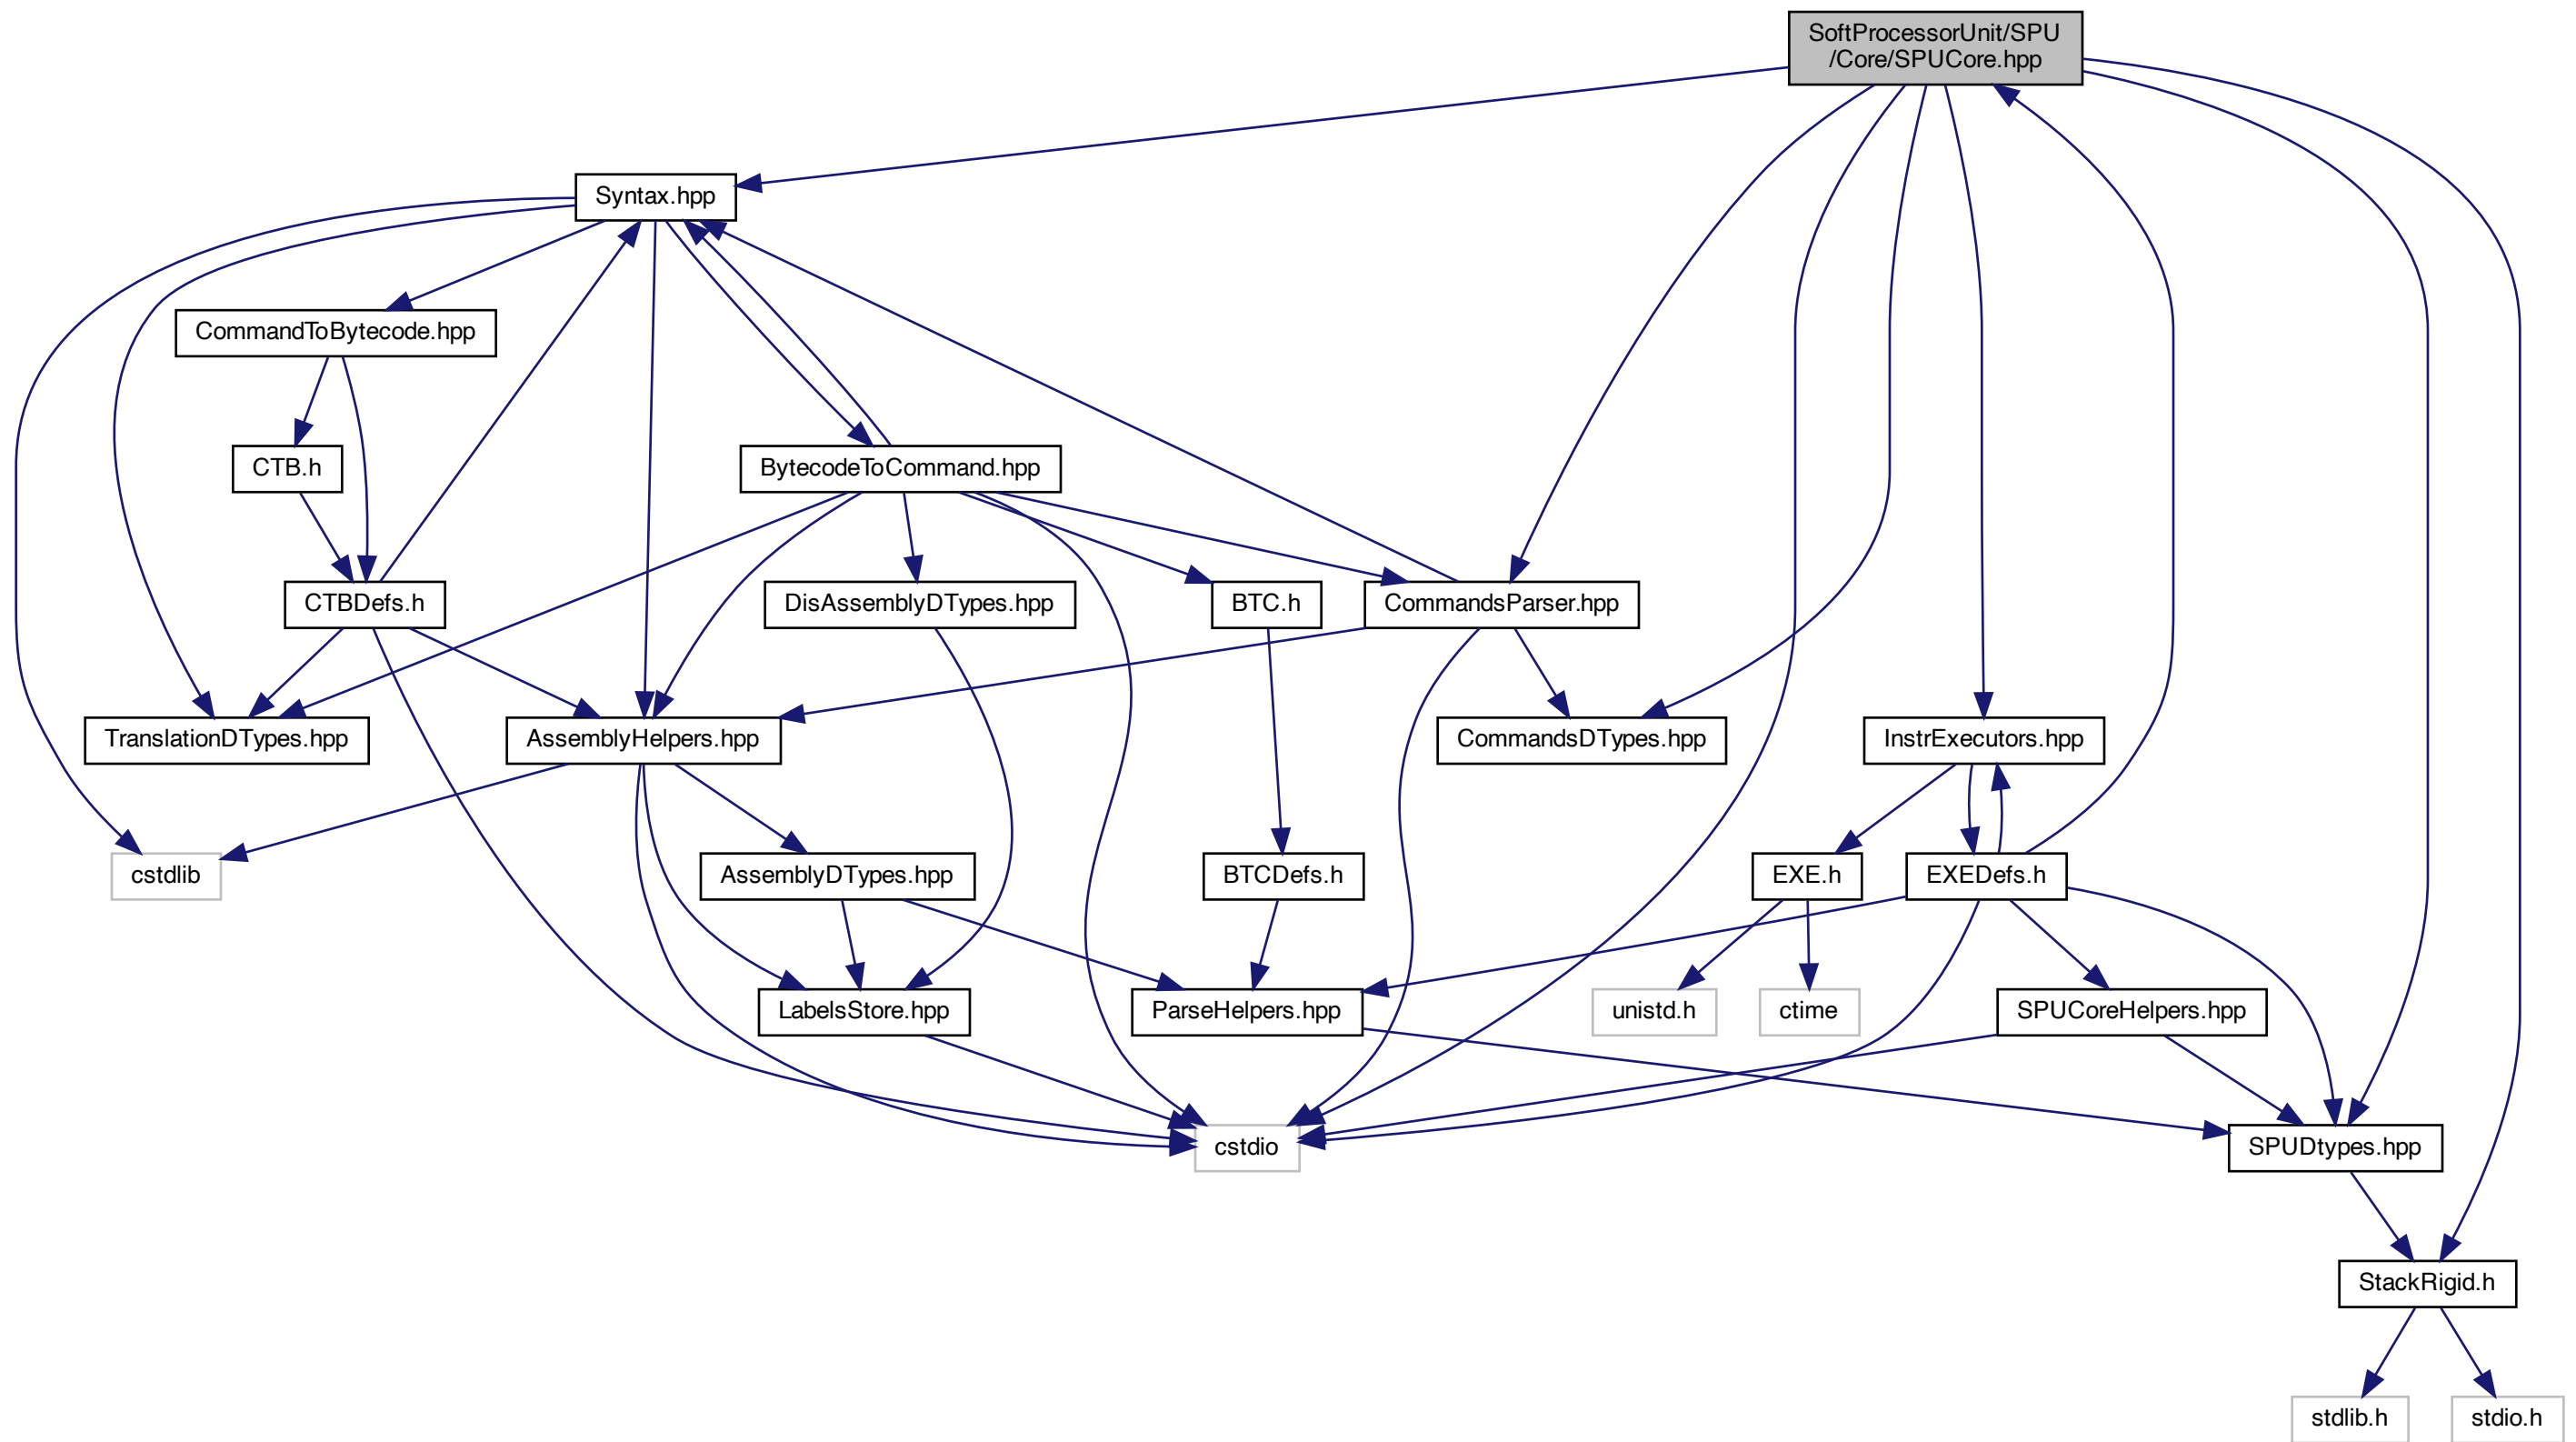 SoftProcessorUnit/SPU
/Core/SPUCore.hpp
Syntax.hpp
CommandToBytecode.hpp
CTB.h
BytecodeToCommand.hpp
CTBDefs.h
DisAssemblyDTypes.hpp
BTC.h
CommandsParser.hpp
TranslationDTypes.hpp
AssemblyHelpers.hpp
CommandsDTypes.hpp
InstrExecutors.hpp
cstdlib
AssemblyDTypes.hpp
BTCDefs.h
EXE.h
EXEDefs.h
LabelsStore.hpp
ParseHelpers.hpp
unistd.h
ctime
SPUCoreHelpers.hpp
cstdio
SPUDtypes.hpp
StackRigid.h
stdlib.h
stdio.h